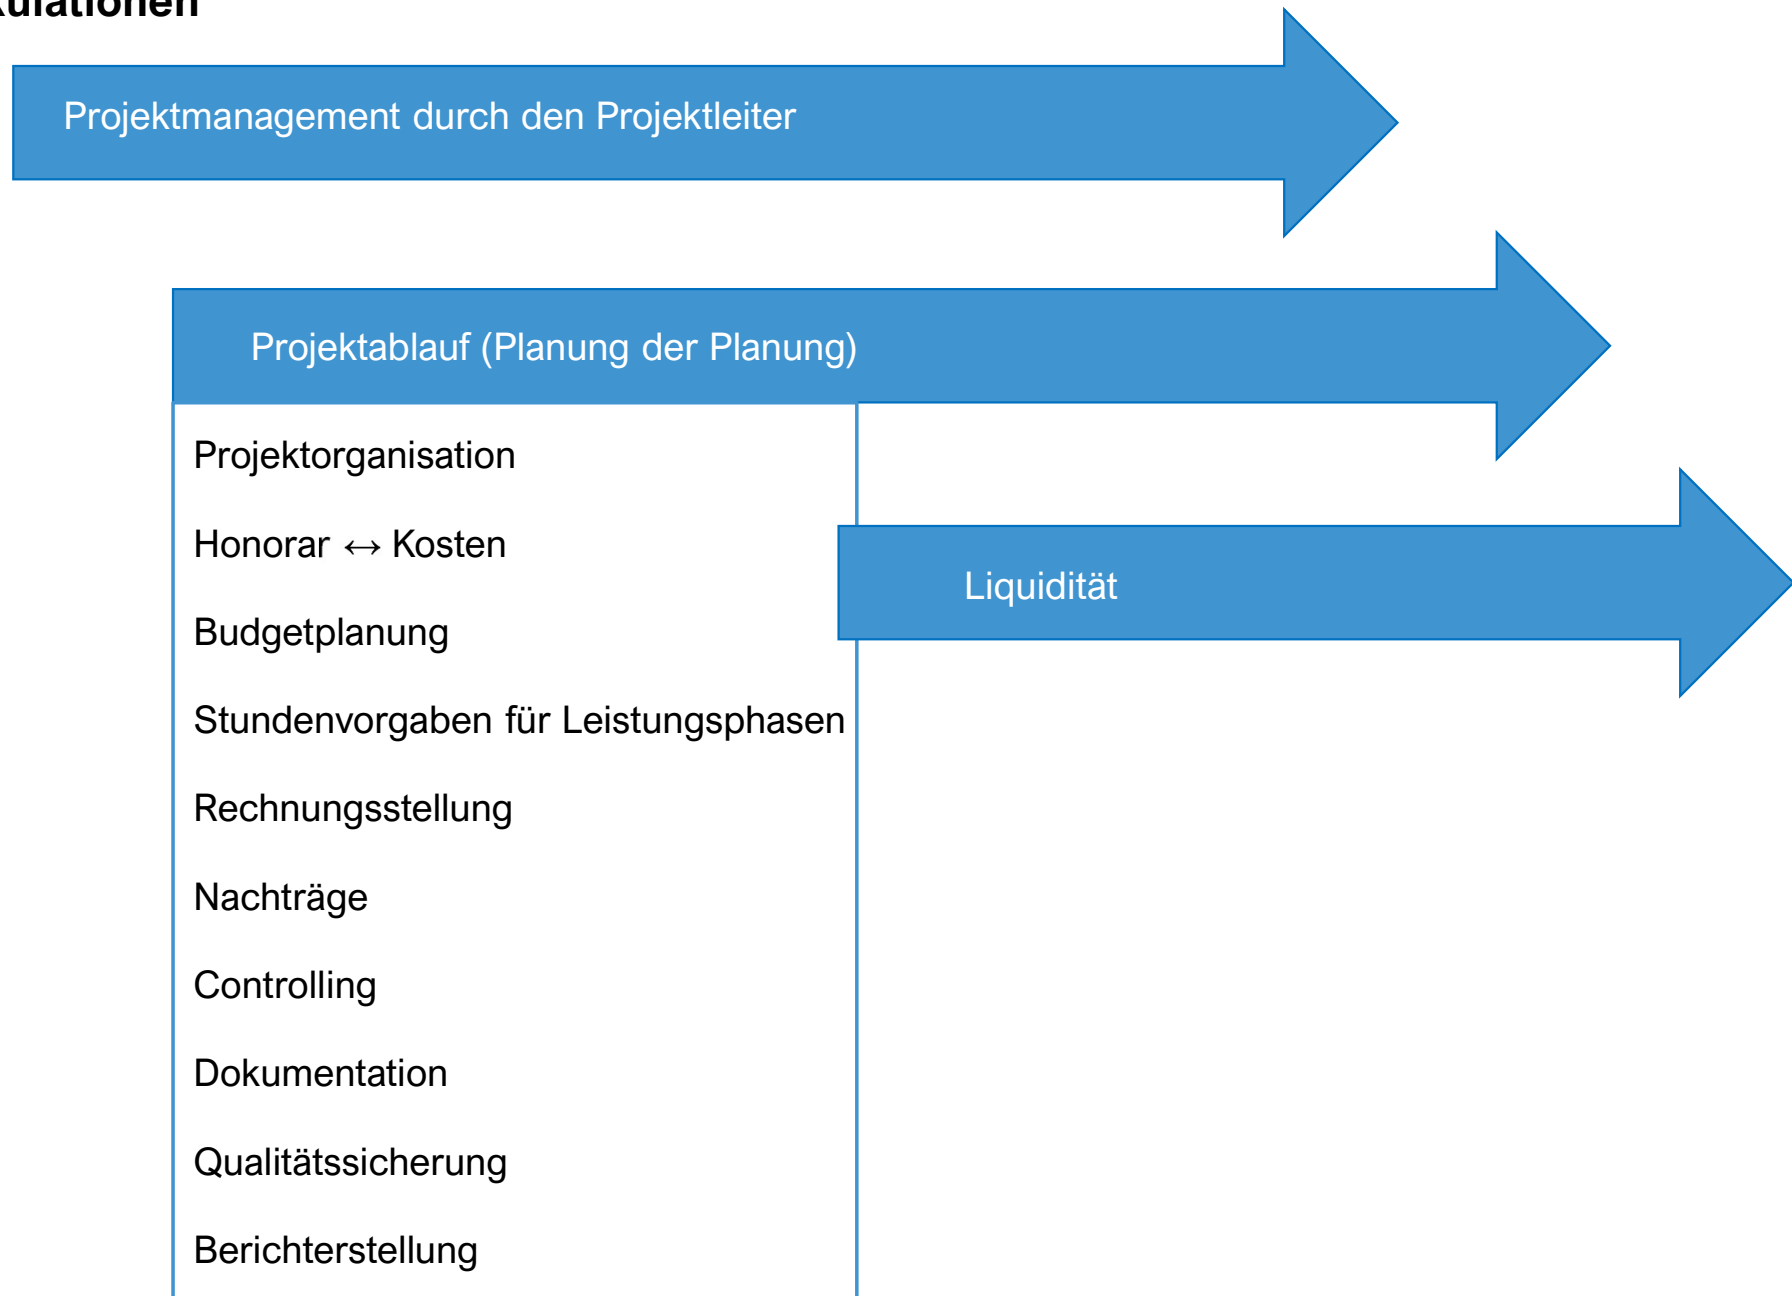 Projektmanagement durch den Projektleiter
Projektablauf (Planung der Planung)
Projektorganisation
Honorar ↔ Kosten
Liquidität
Budgetplanung
Stundenvorgaben für Leistungsphasen
Rechnungsstellung
Nachträge
Controlling
Dokumentation
Qualitätssicherung
Berichterstellung